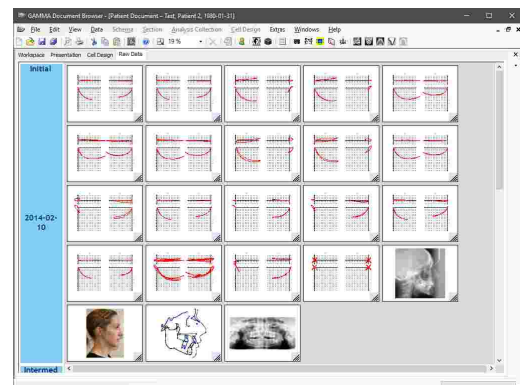 GAMMA Document Browser - [Patient Document – Test, Patient 2, 1980-01-31]
File Edit View Data Schema Section Analysis Collection Cell Design Extras Windows Help
19 %
Workspace Presentation Cell Design Raw Data
Initial
2014-02-
10
Intermed